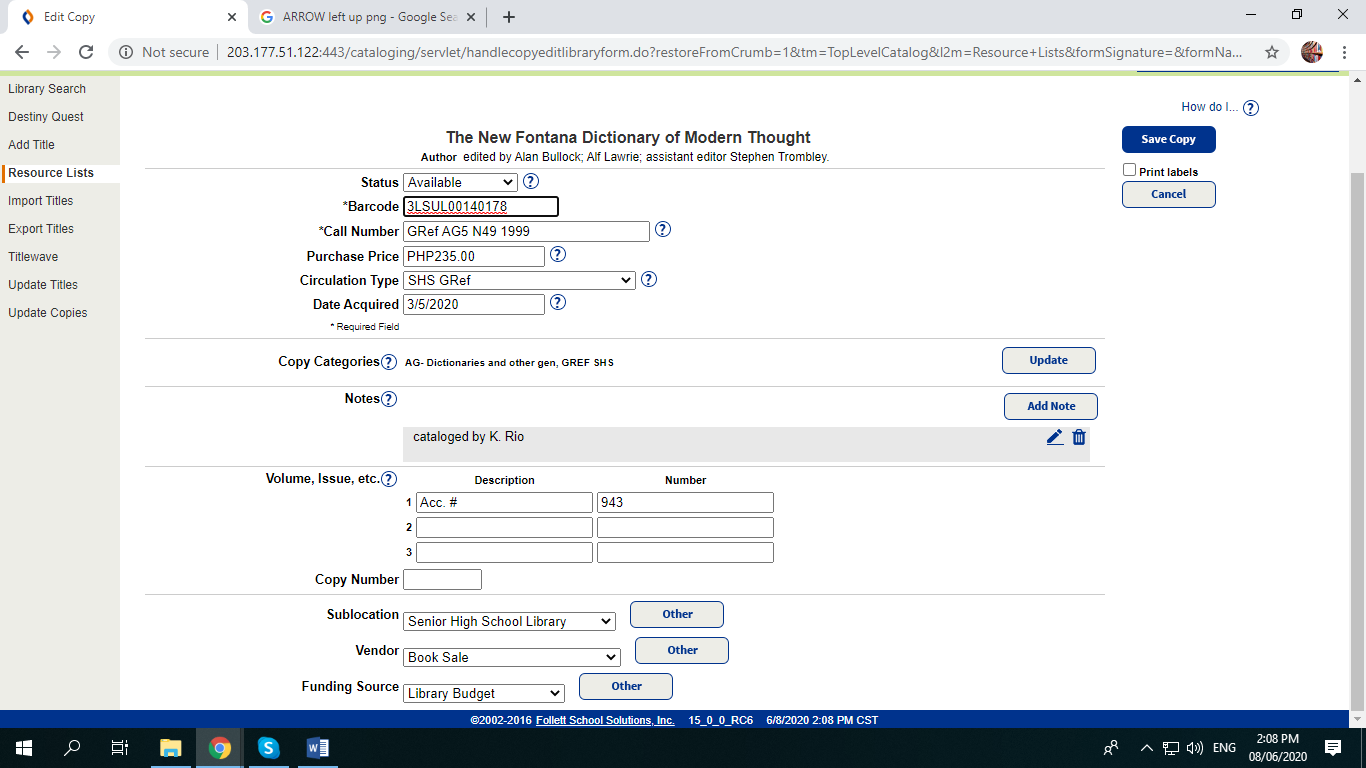 Edit Copy
ARROW left up png - Google Sea
Not secure
203.177.51.122:443/cataloging/servlet/handlecopyeditlibraryform.do?restoreFromCrumb=1&tm=TopLevelCatalog&l2m=Resource+Lists&formSignature=&formNa...
Library Search
Destiny Quest
Add Title
Resource Lists
Import Titles
Export Titles
Titlewave
Update Titles
Update Copies
How do I... ?
The New Fontana Dictionary of Modern Thought
Author edited by Alan Bullock; Alf Lawrie; assistant editor Stephen Trombley.
Save Copy
Print labels
Cancel
Status Available ?
*Barcode 3LSUL00140178
*Call Number GRef AG5 N49 1999 ?
Purchase Price PHP235.00 ?
Circulation Type SHS GRef ?
Date Acquired 3/5/2020 ?
* Required Field
Copy Categories ? AG- Dictionaries and other gen, GREF SHS Update
Notes ? Add Note
cataloged by K. Rio
Volume, Issue, etc. ? Description Number
1 Acc. # 943
2
3
Copy Number
Sublocation Senior High School Library Other
Vendor Book Sale Other
Funding Source Library Budget Other
©2002-2016 Follett School Solutions, Inc. 15_0_0_RC6 6/8/2020 2:08 PM CST
ENG
2:08 PM
08/06/2020